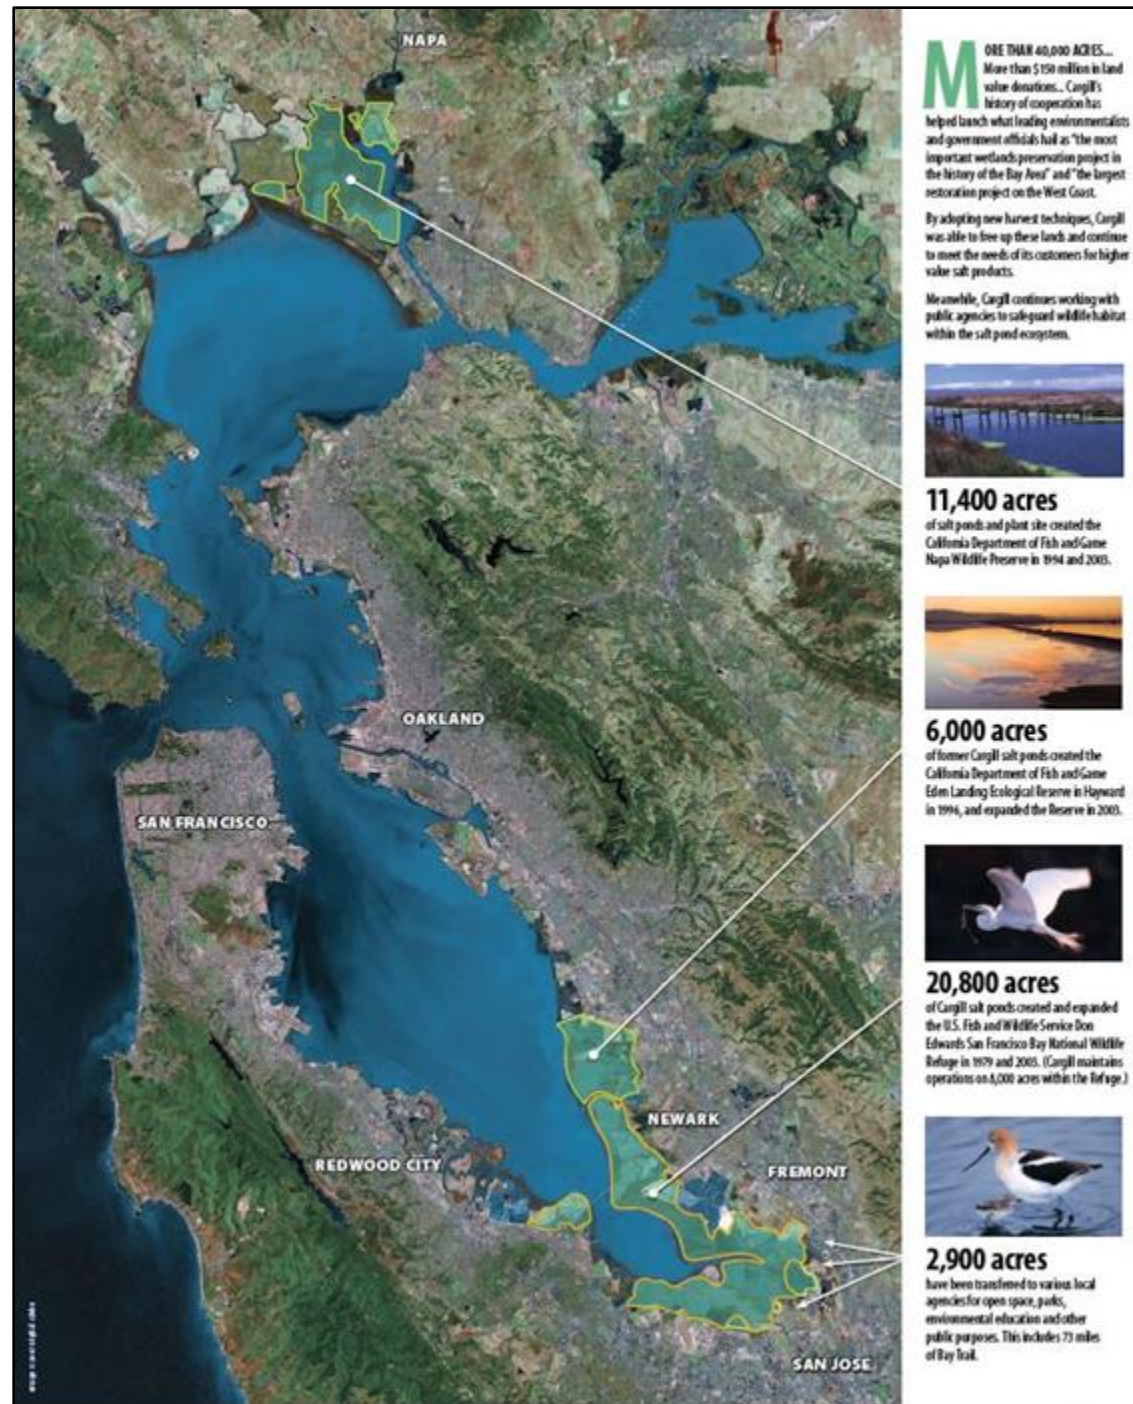 NAPA
OAKLAND
SAN FRANCISCO
NEWARK
REDWOOD CITY
FREMONT
SAN JOSE
MORE THAN 40,000 ACRES...
More than $150 million in land
value donations... Cargill's
history of cooperation has
helped launch what leading environmentalists
and government officials hail as "the most
important wetlands preservation project in
the history of the Bay Area" and "the largest
restoration project on the West Coast.
By adopting new harvest techniques, Cargill
was able to free up these lands and continue
to meet the needs of its customers for higher
value salt products.
Meanwhile, Cargill continues working with
public agencies to safeguard wildlife habitat
within the salt pond ecosystem.
11,400 acres
of salt ponds and plant site created the
California Department of Fish and Game
Napa Wildlife Preserve in 1994 and 2003.
6,000 acres
of former Cargill salt ponds created the
California Department of Fish and Game
Eden Landing Ecological Reserve in Hayward
in 1996, and expanded the Reserve in 2003.
20,800 acres
of Cargill salt ponds created and expanded
the U.S. Fish and Wildlife Service Don
Edwards San Francisco Bay National Wildlife
Refuge in 1979 and 2003. (Cargill maintains
operations on 8,000 acres within the Refuge.)
2,900 acres
have been transferred to various local
agencies for open space, parks,
environmental education and other
public purposes. This includes 73 miles
of Bay Trail.